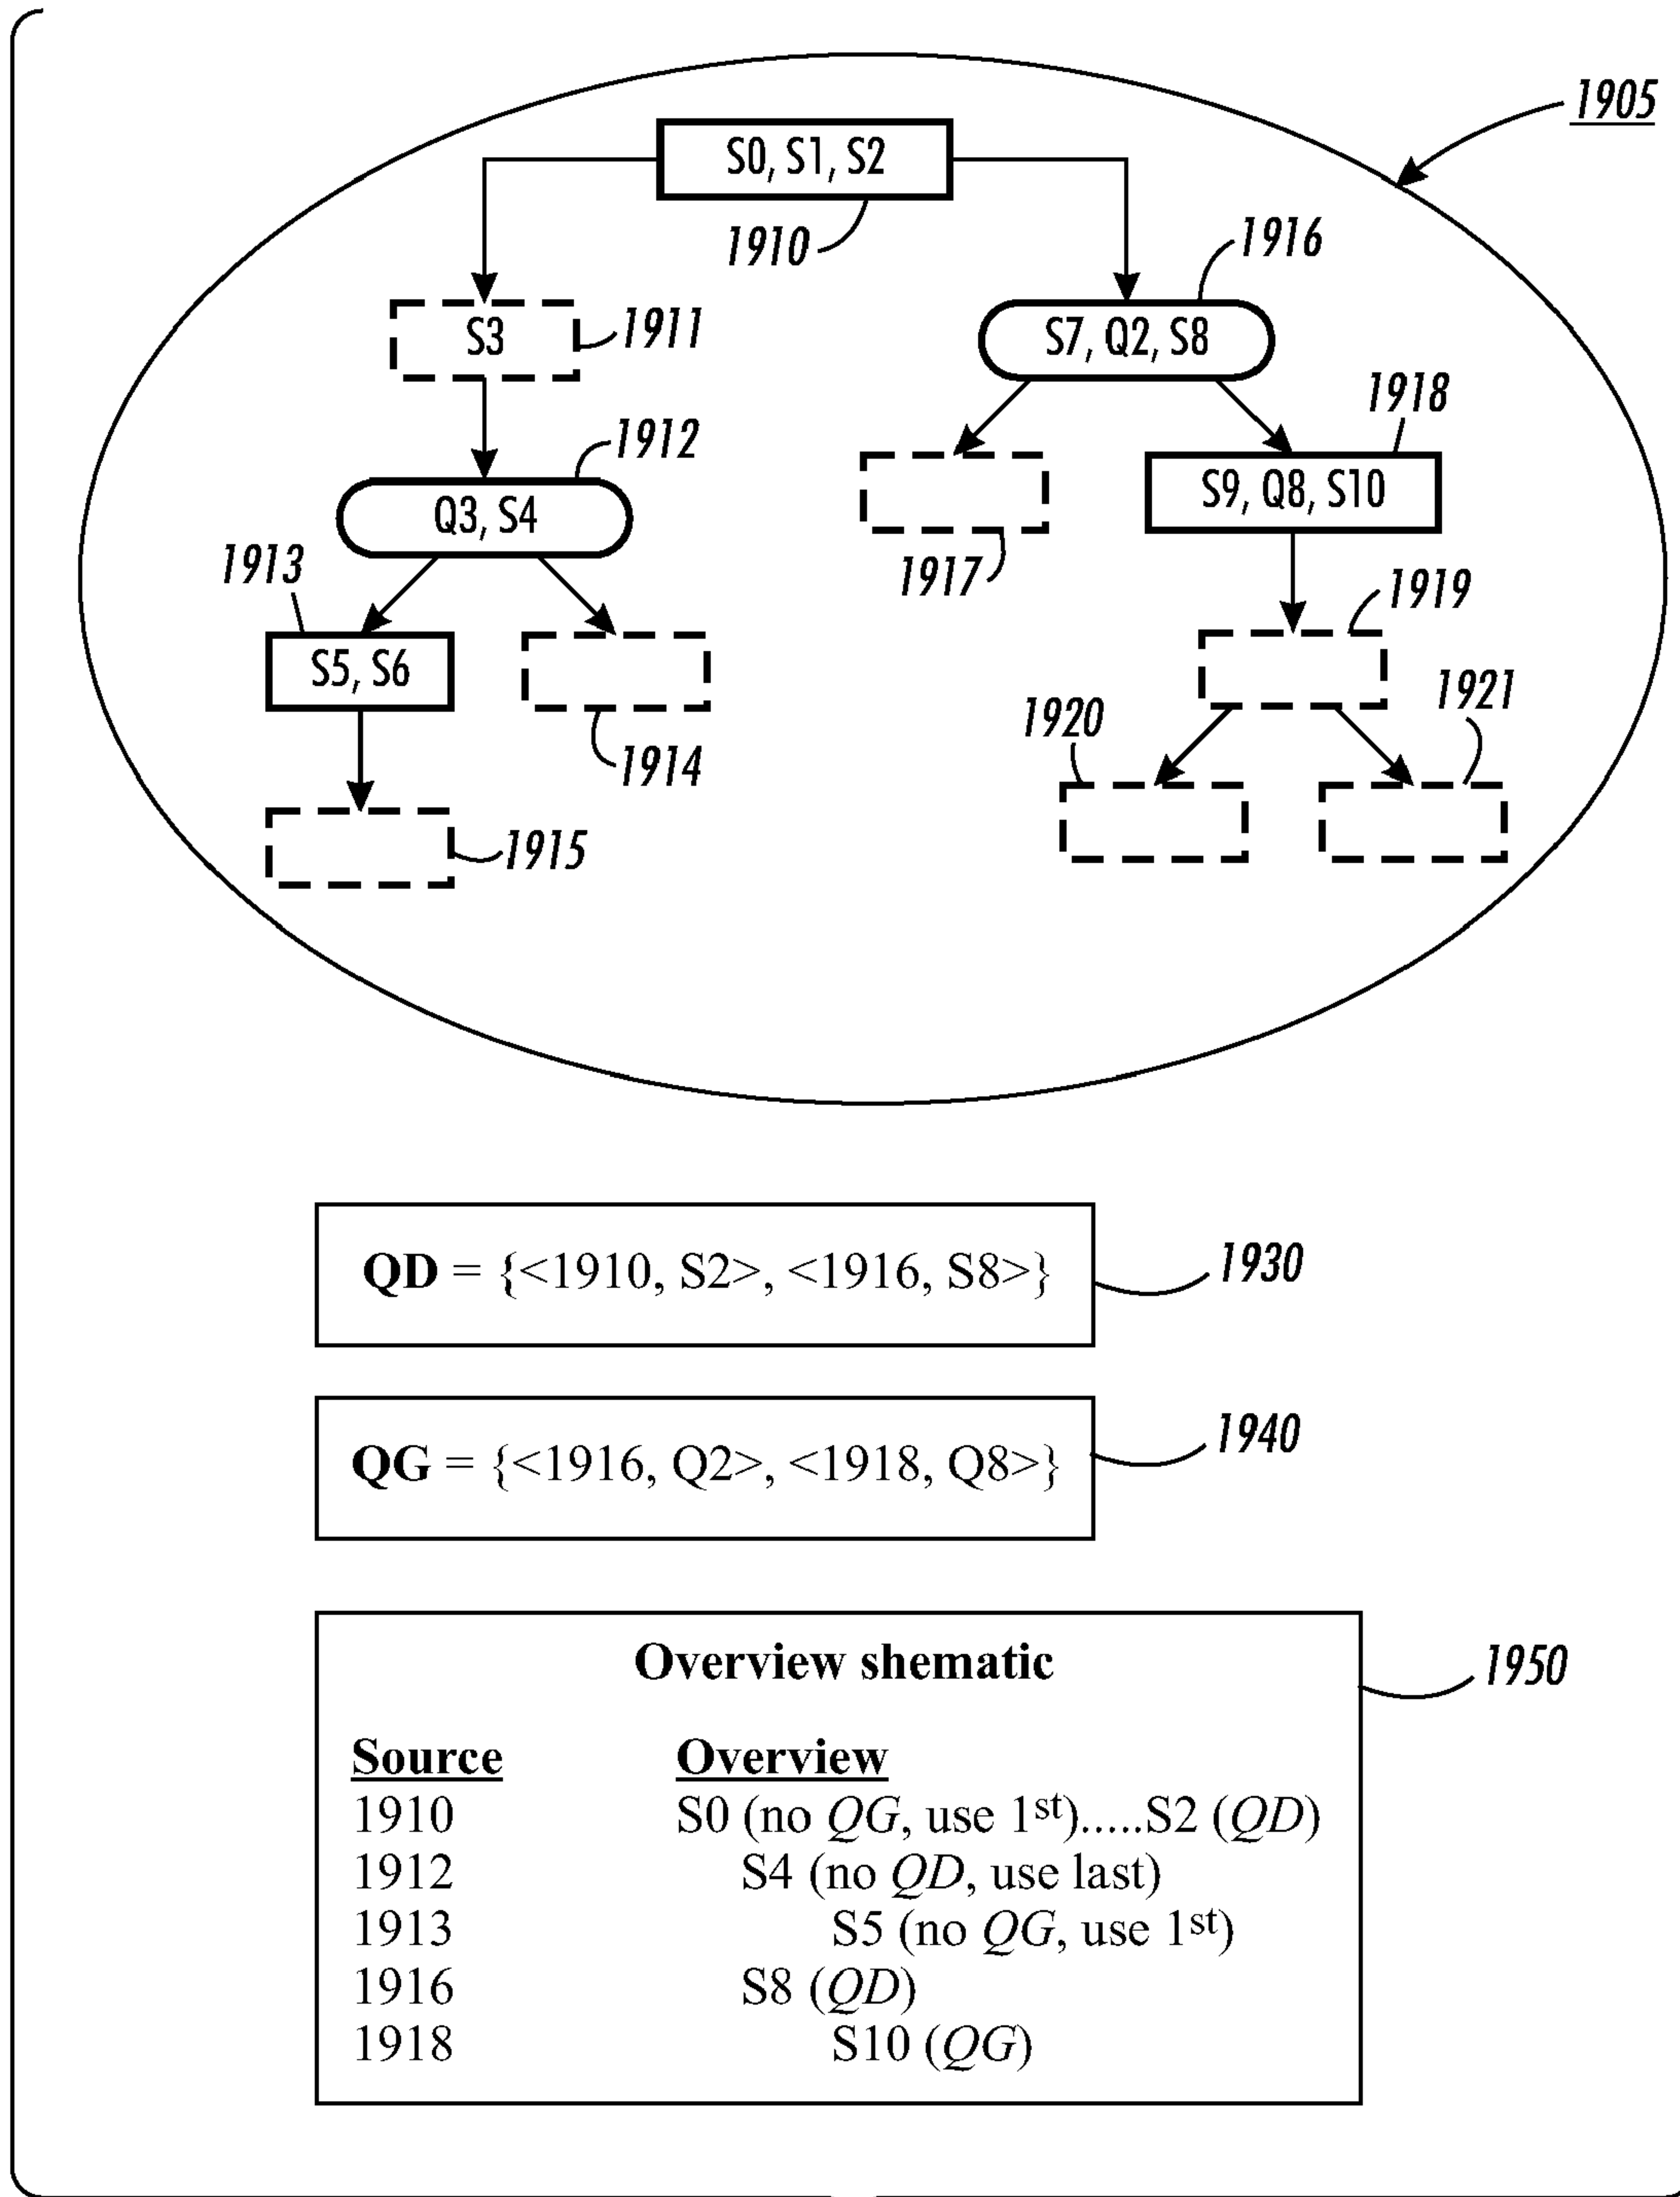 1905
S0, S1, S2
1910
1916
S3
1911
S7, Q2, S8
1918
1912
Q3, S4
S9, Q8, S10
1913
1917
1919
S5, S6
1914
1920
1921
1915
QD = {<1910, S2>, <1916, S8>}
1930
QG = {<1916, Q2>, <1918, Q8>}
1940
Overview shematic
1950
Source Overview
1910 S0 (no QG, use 1st).....S2 (QD)
1912 S4 (no QD, use last)
1913 S5 (no QG, use 1st)
1916 S8 (QD)
1918 S10 (QG)